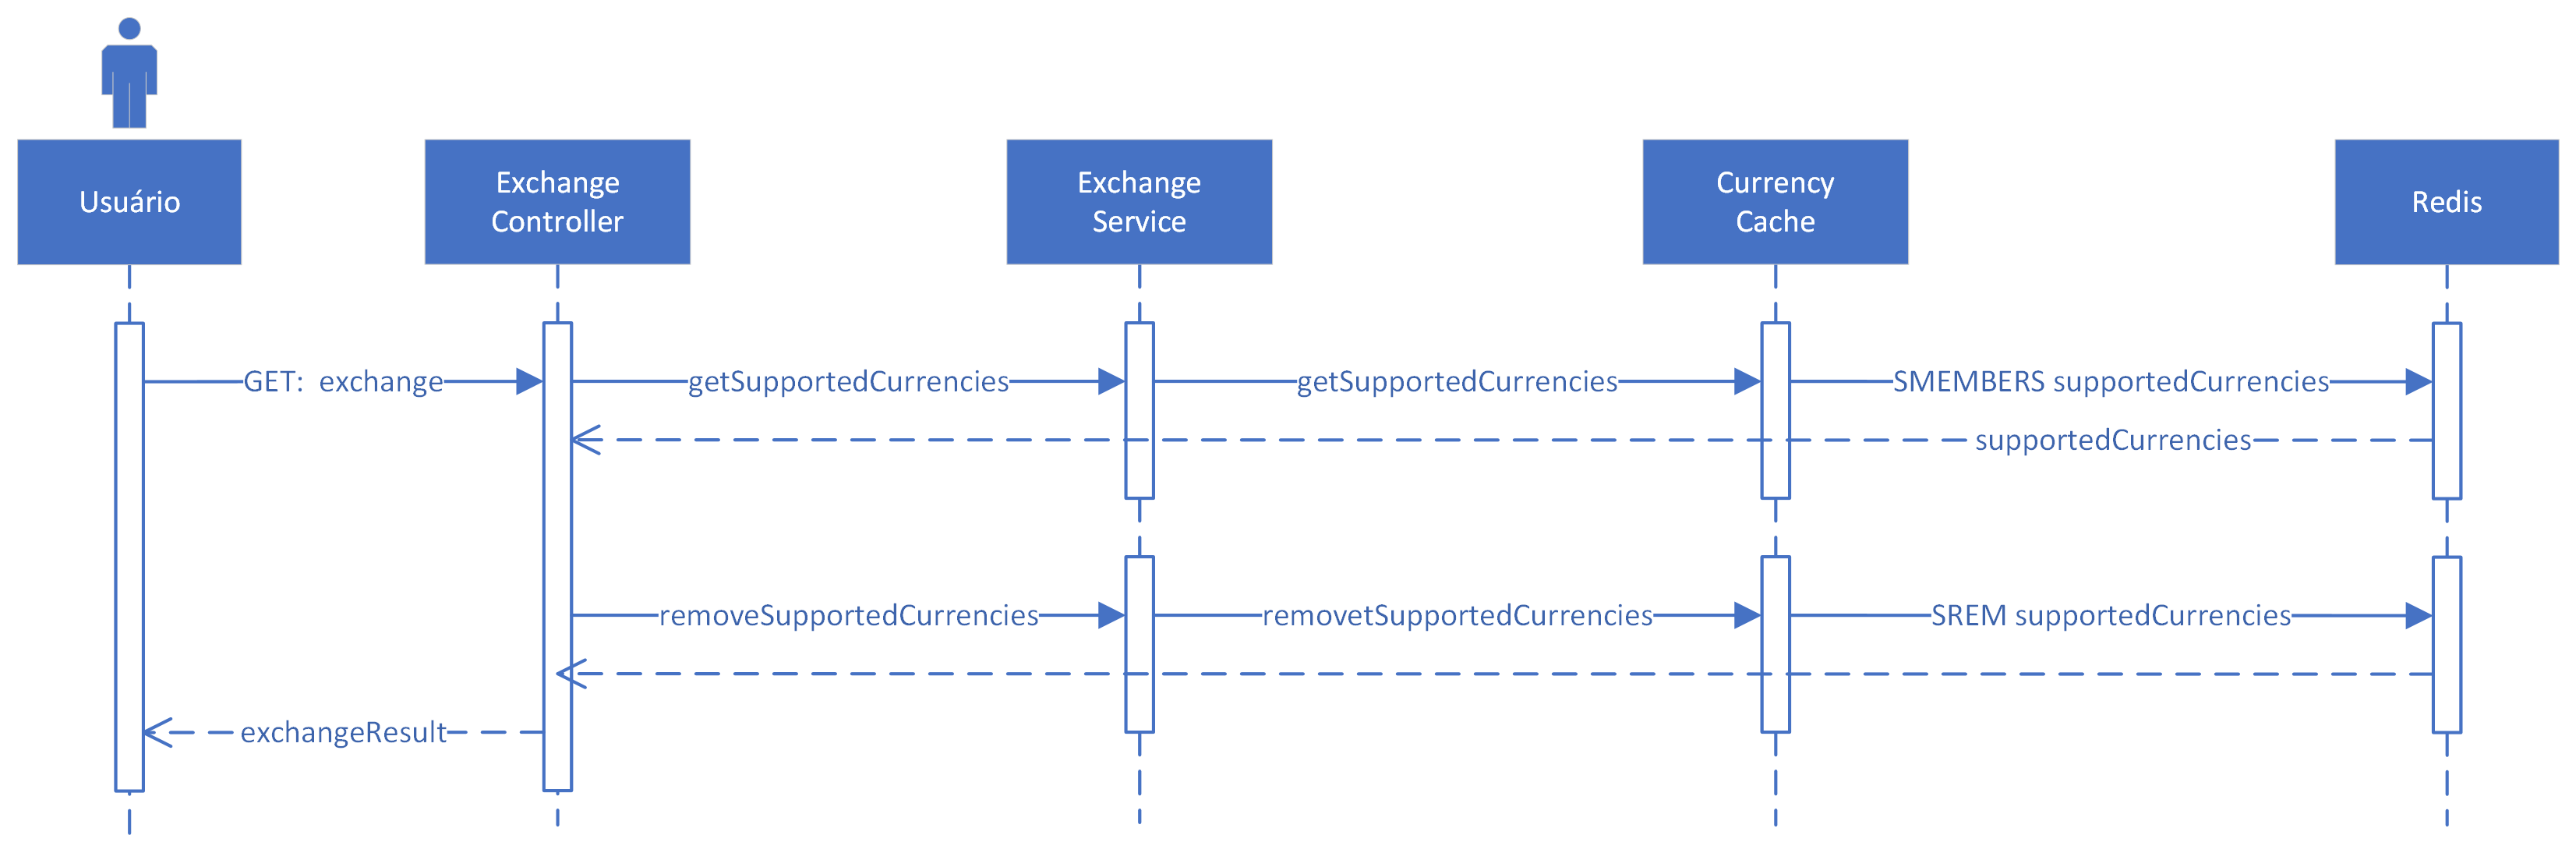 Usuário
Exchange
Controller
Exchange
Service
Currency
Cache
Redis
GET:  exchange
getSupportedCurrencies
getSupportedCurrencies
SMEMBERS supportedCurrencies
supportedCurrencies
removeSupportedCurrencies
removetSupportedCurrencies
SREM supportedCurrencies
exchangeResult